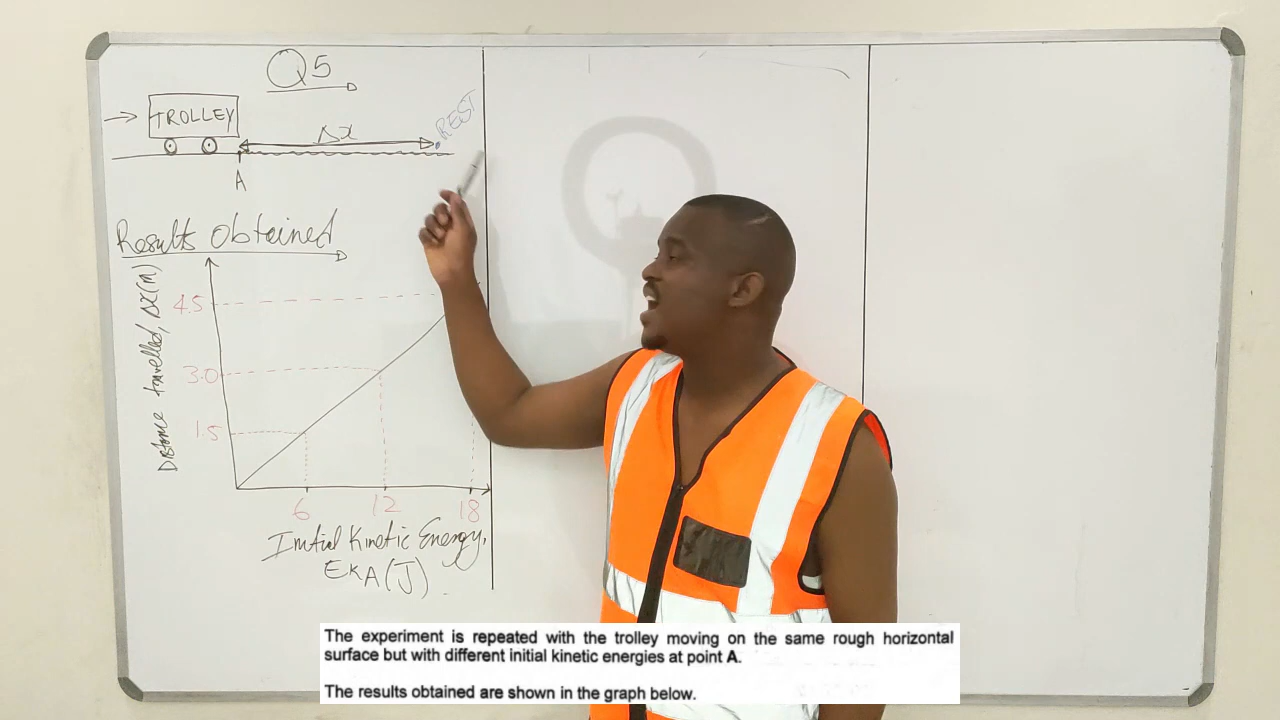 Q5
TROLLEY
Δx
REST
A
Results Obtained
Distance travelled, Δx(m)
4.5
3.0
1.5
6 12 18
Initial Kinetic Energy,
EKA (J)
The experiment is repeated with the trolley moving on the same rough horizontal
surface but with different initial kinetic energies at point A.
The results obtained are shown in the graph below.